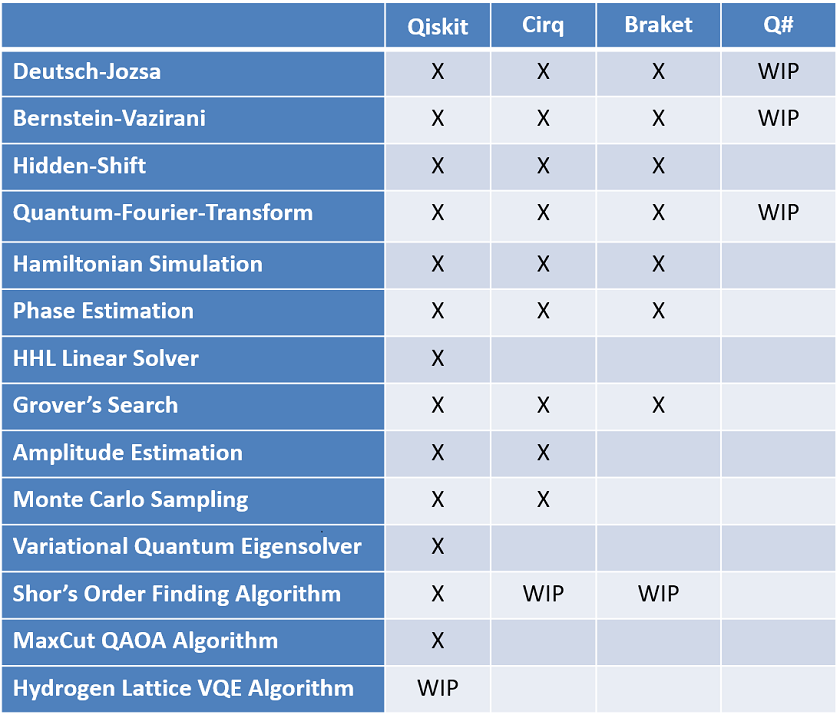 Qiskit Cirq Braket Q#
Deutsch-Jozsa X X X WIP
Bernstein-Vazirani X X X WIP
Hidden-Shift X X X
Quantum-Fourier-Transform X X X WIP
Hamiltonian Simulation X X X
Phase Estimation X X X
HHL Linear Solver X
Grover’s Search X X X
Amplitude Estimation X X
Monte Carlo Sampling X X
Variational Quantum Eigensolver X
Shor’s Order Finding Algorithm X WIP WIP
MaxCut QAOA Algorithm X
Hydrogen Lattice VQE Algorithm WIP